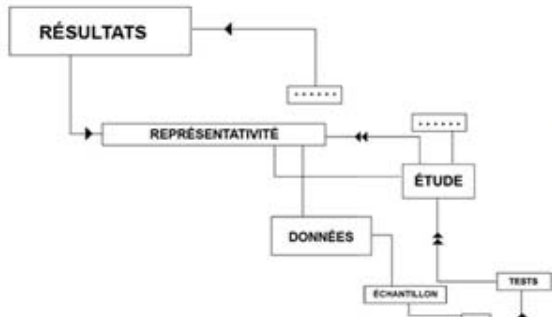 RÉSULTATS
......
REPRÉSENTATIVITÉ
......
ÉTUDE
DONNÉES
TESTS
ÉCHANTILLON